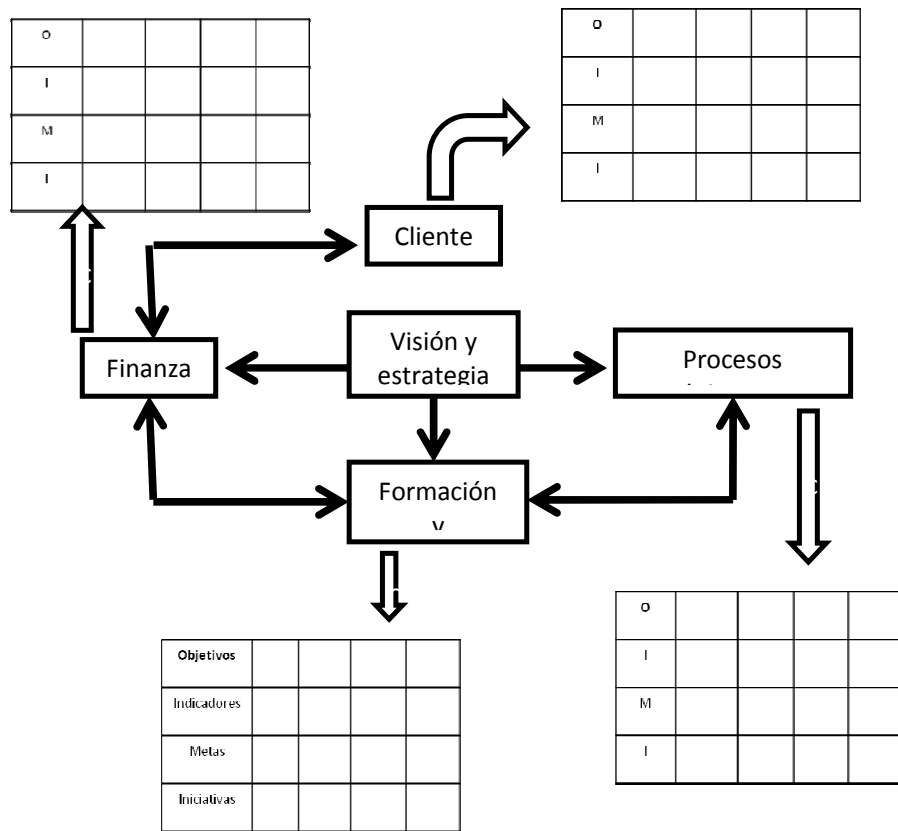 O
I
M
I
O
I
M
I
Cliente
Visión y
estrategia
Finanza
Procesos
Formación
y
O
I
M
I
Objetivos
Indicadores
Metas
Iniciativas